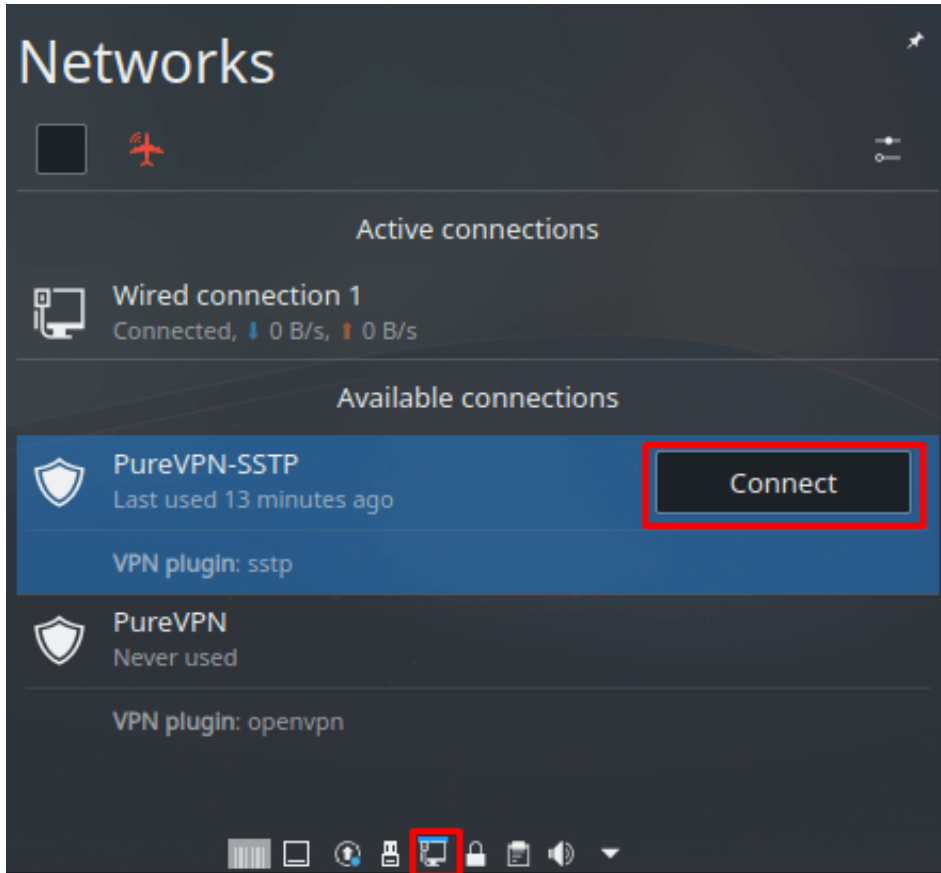 Networks
Active connections
Wired connection 1
Connected, ⬇ 0 B/s, ⬆ 0 B/s
Available connections
PureVPN-SSTP
Last used 13 minutes ago
Connect
VPN plugin: sstp
PureVPN
Never used
VPN plugin: openvpn